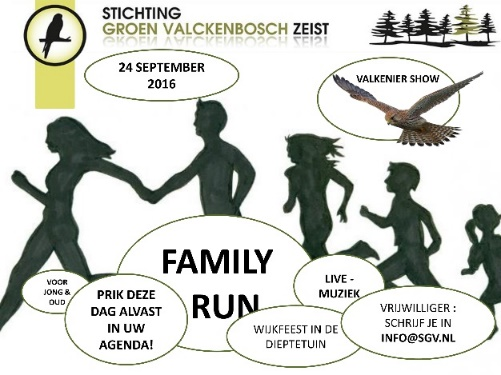 STICHTING
GROEN VALCKENBOSCH ZEIST
24 SEPTEMBER
2016
VALKENIER SHOW
FAMILY
RUN
VOOR
JONG &
OUD
PRIK DEZE
DAG ALVAST
IN UW
AGENDA!
LIVE -
MUZIEK
WIJKFEEST IN DE
DIEPTETUIN
VRIJWILLIGER :
SCHRIJF JE IN
INFO@SGV.NL